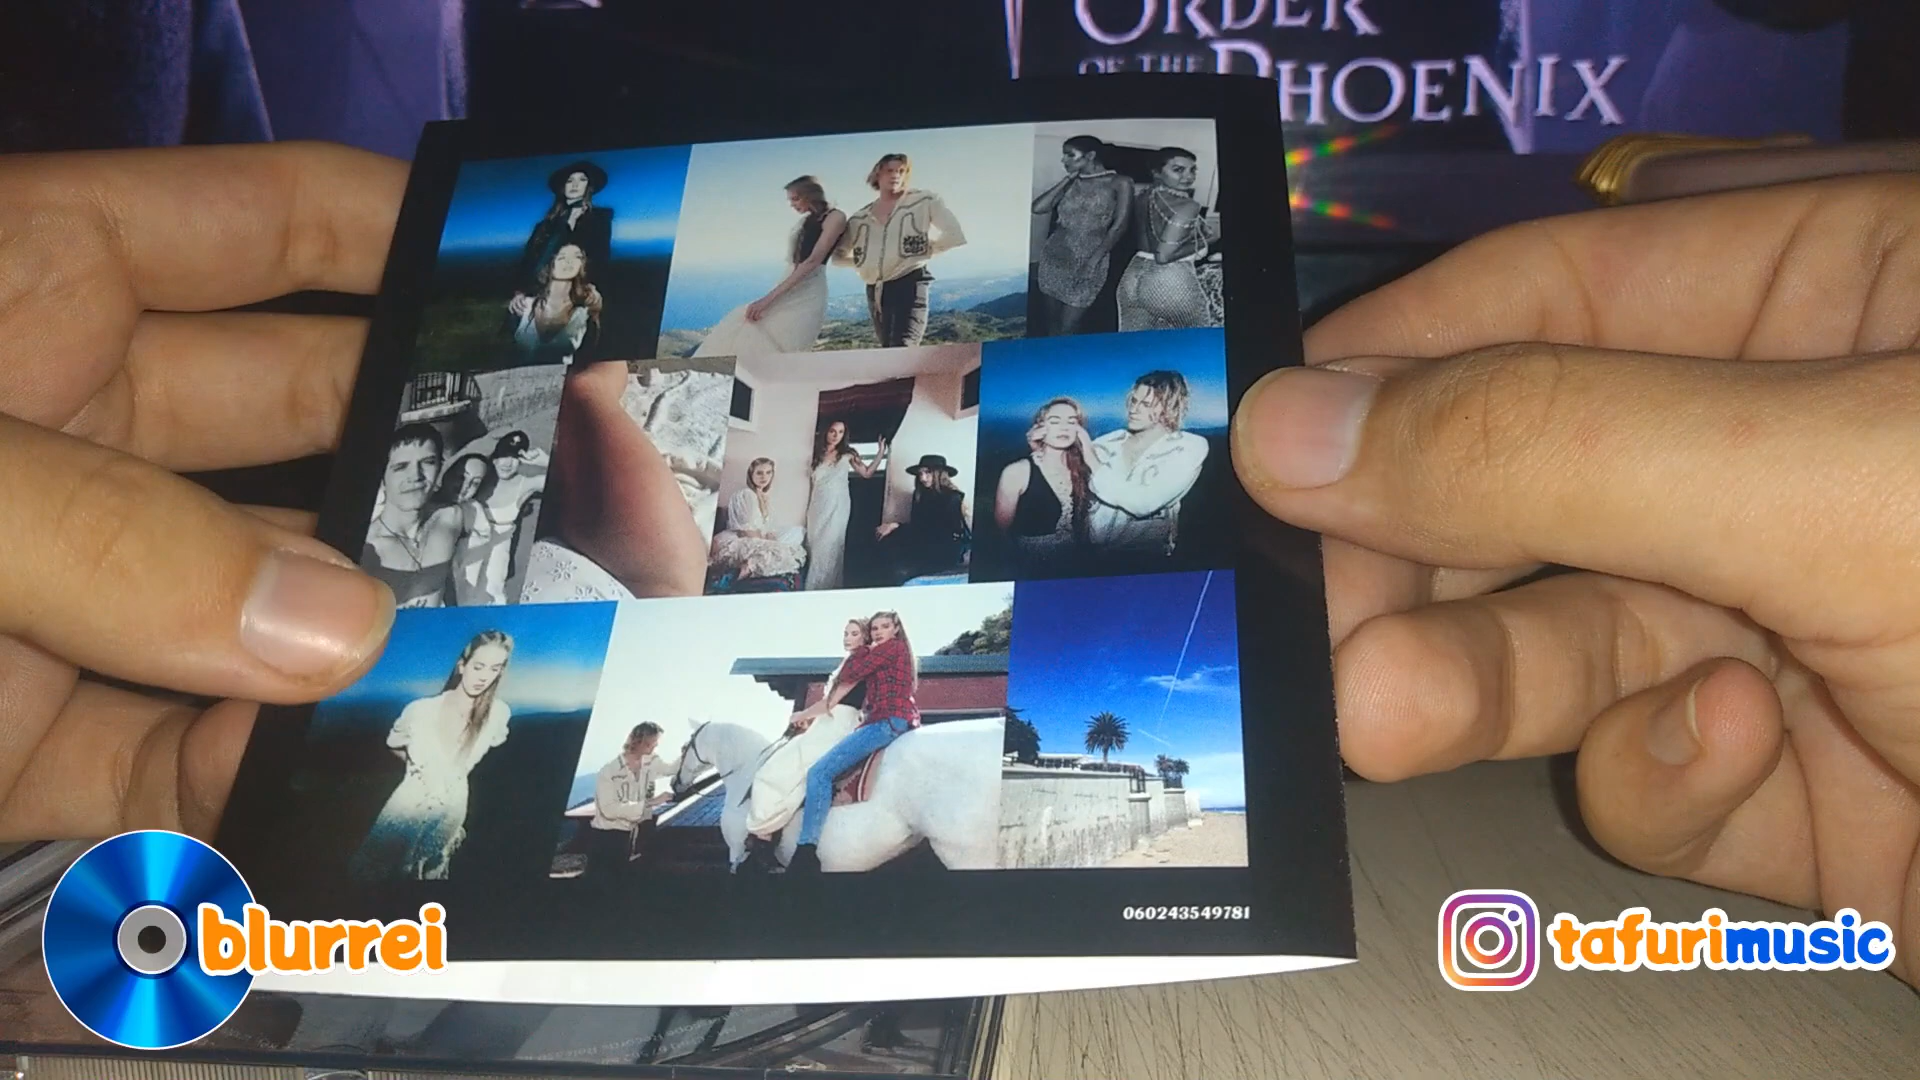 ORDER
OF THE PHOENIX
060243549781
blurrei
tafurimusic